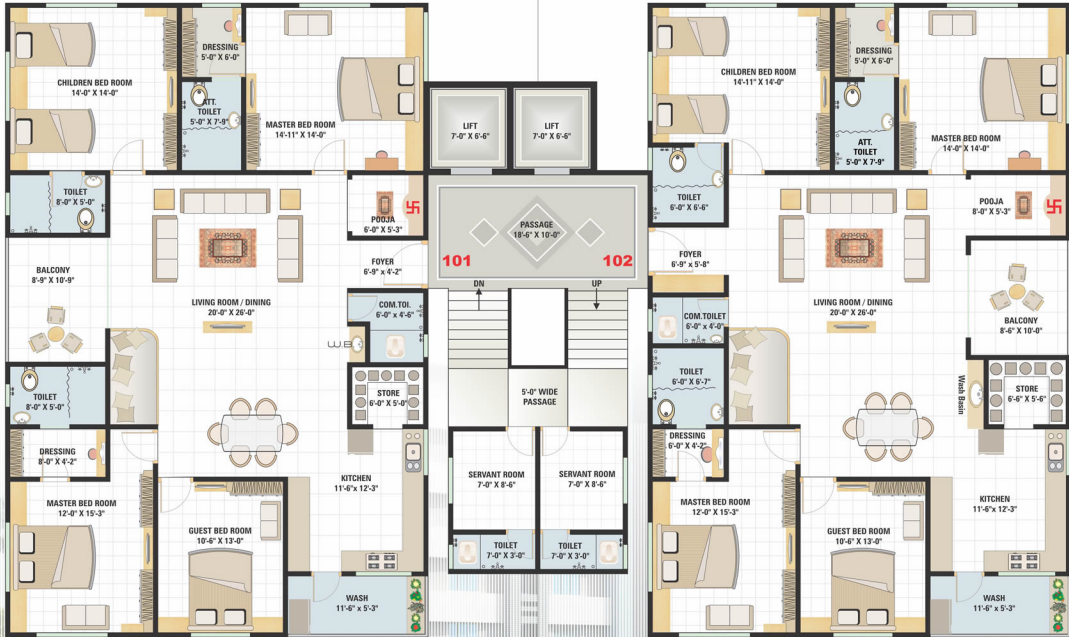 CHILDREN BED ROOM
14'-0" X 14'-0"
DRESSING
5'-0" X 6'-0"
ATT.
TOILET
5'-0" X 7'-9"
MASTER BED ROOM
14'-11" X 14'-0"
TOILET
8'-0" X 5'-0"
POOJA
6'-0" X 5'-3"
FOYER
6'-9" x 4'-2"
BALCONY
8'-9" X 10'-9"
LIVING ROOM / DINING
20'-0" X 26'-0"
COM.TOI.
6'-0" x 4'-6"
W.B
TOILET
8'-0" X 5'-0"
STORE
6'-0" X 5'-0"
DRESSING
8'-0" X 4'-2"
MASTER BED ROOM
12'-0" X 15'-3"
GUEST BED ROOM
10'-6" X 13'-0"
KITCHEN
11'-6"x 12'-3"
WASH
11'-6" x 5'-3"
LIFT
7'-0" X 6'-6"
LIFT
7'-0" X 6'-6"
PASSAGE
18'-6" X 10'-0"
101
102
DN
UP
5'-0" WIDE
PASSAGE
SERVANT ROOM
7'-0" X 8'-6"
SERVANT ROOM
7'-0" X 8'-6"
TOILET
7'-0" X 3'-0"
TOILET
7'-0" X 3'-0"
CHILDREN BED ROOM
14'-11" X 14'-0"
DRESSING
5'-0" X 6'-0"
ATT.
TOILET
5'-0" X 7'-9"
MASTER BED ROOM
14'-0" X 14'-0"
TOILET
6'-0" X 6'-6"
POOJA
8'-0" X 5'-3"
FOYER
6'-9" x 5'-8"
LIVING ROOM / DINING
20'-0" X 26'-0"
BALCONY
8'-6" X 10'-0"
COM.TOILET
6'-0" x 4'-0"
TOILET
6'-0" X 6'-7"
Wash Basin
STORE
6'-6" X 5'-6"
DRESSING
6'-0" X 4'-2"
MASTER BED ROOM
12'-0" X 15'-3"
GUEST BED ROOM
10'-6" X 13'-0"
KITCHEN
11'-6"x 12'-3"
WASH
11'-6" x 5'-3"